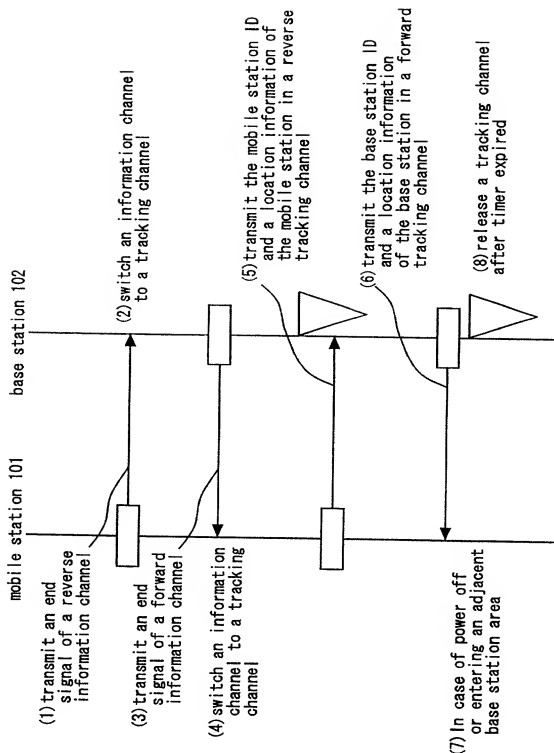 mobile station 101
base station 102
(1) transmit an end
signal of a reverse
information channel
(2) switch an information channel
to a tracking channel
(3) transmit an end
signal of a forward
information channel
(4) switch an information
channel to a tracking
channel
(5) transmit the mobile station ID
and a location information of
the mobile station in a reverse
tracking channel
(6) transmit the base station ID
and a location information
of the base station in a forward
tracking channel
(7) In case of power off
or entering an adjacent
base station area
(8) release a tracking channel
after timer expired